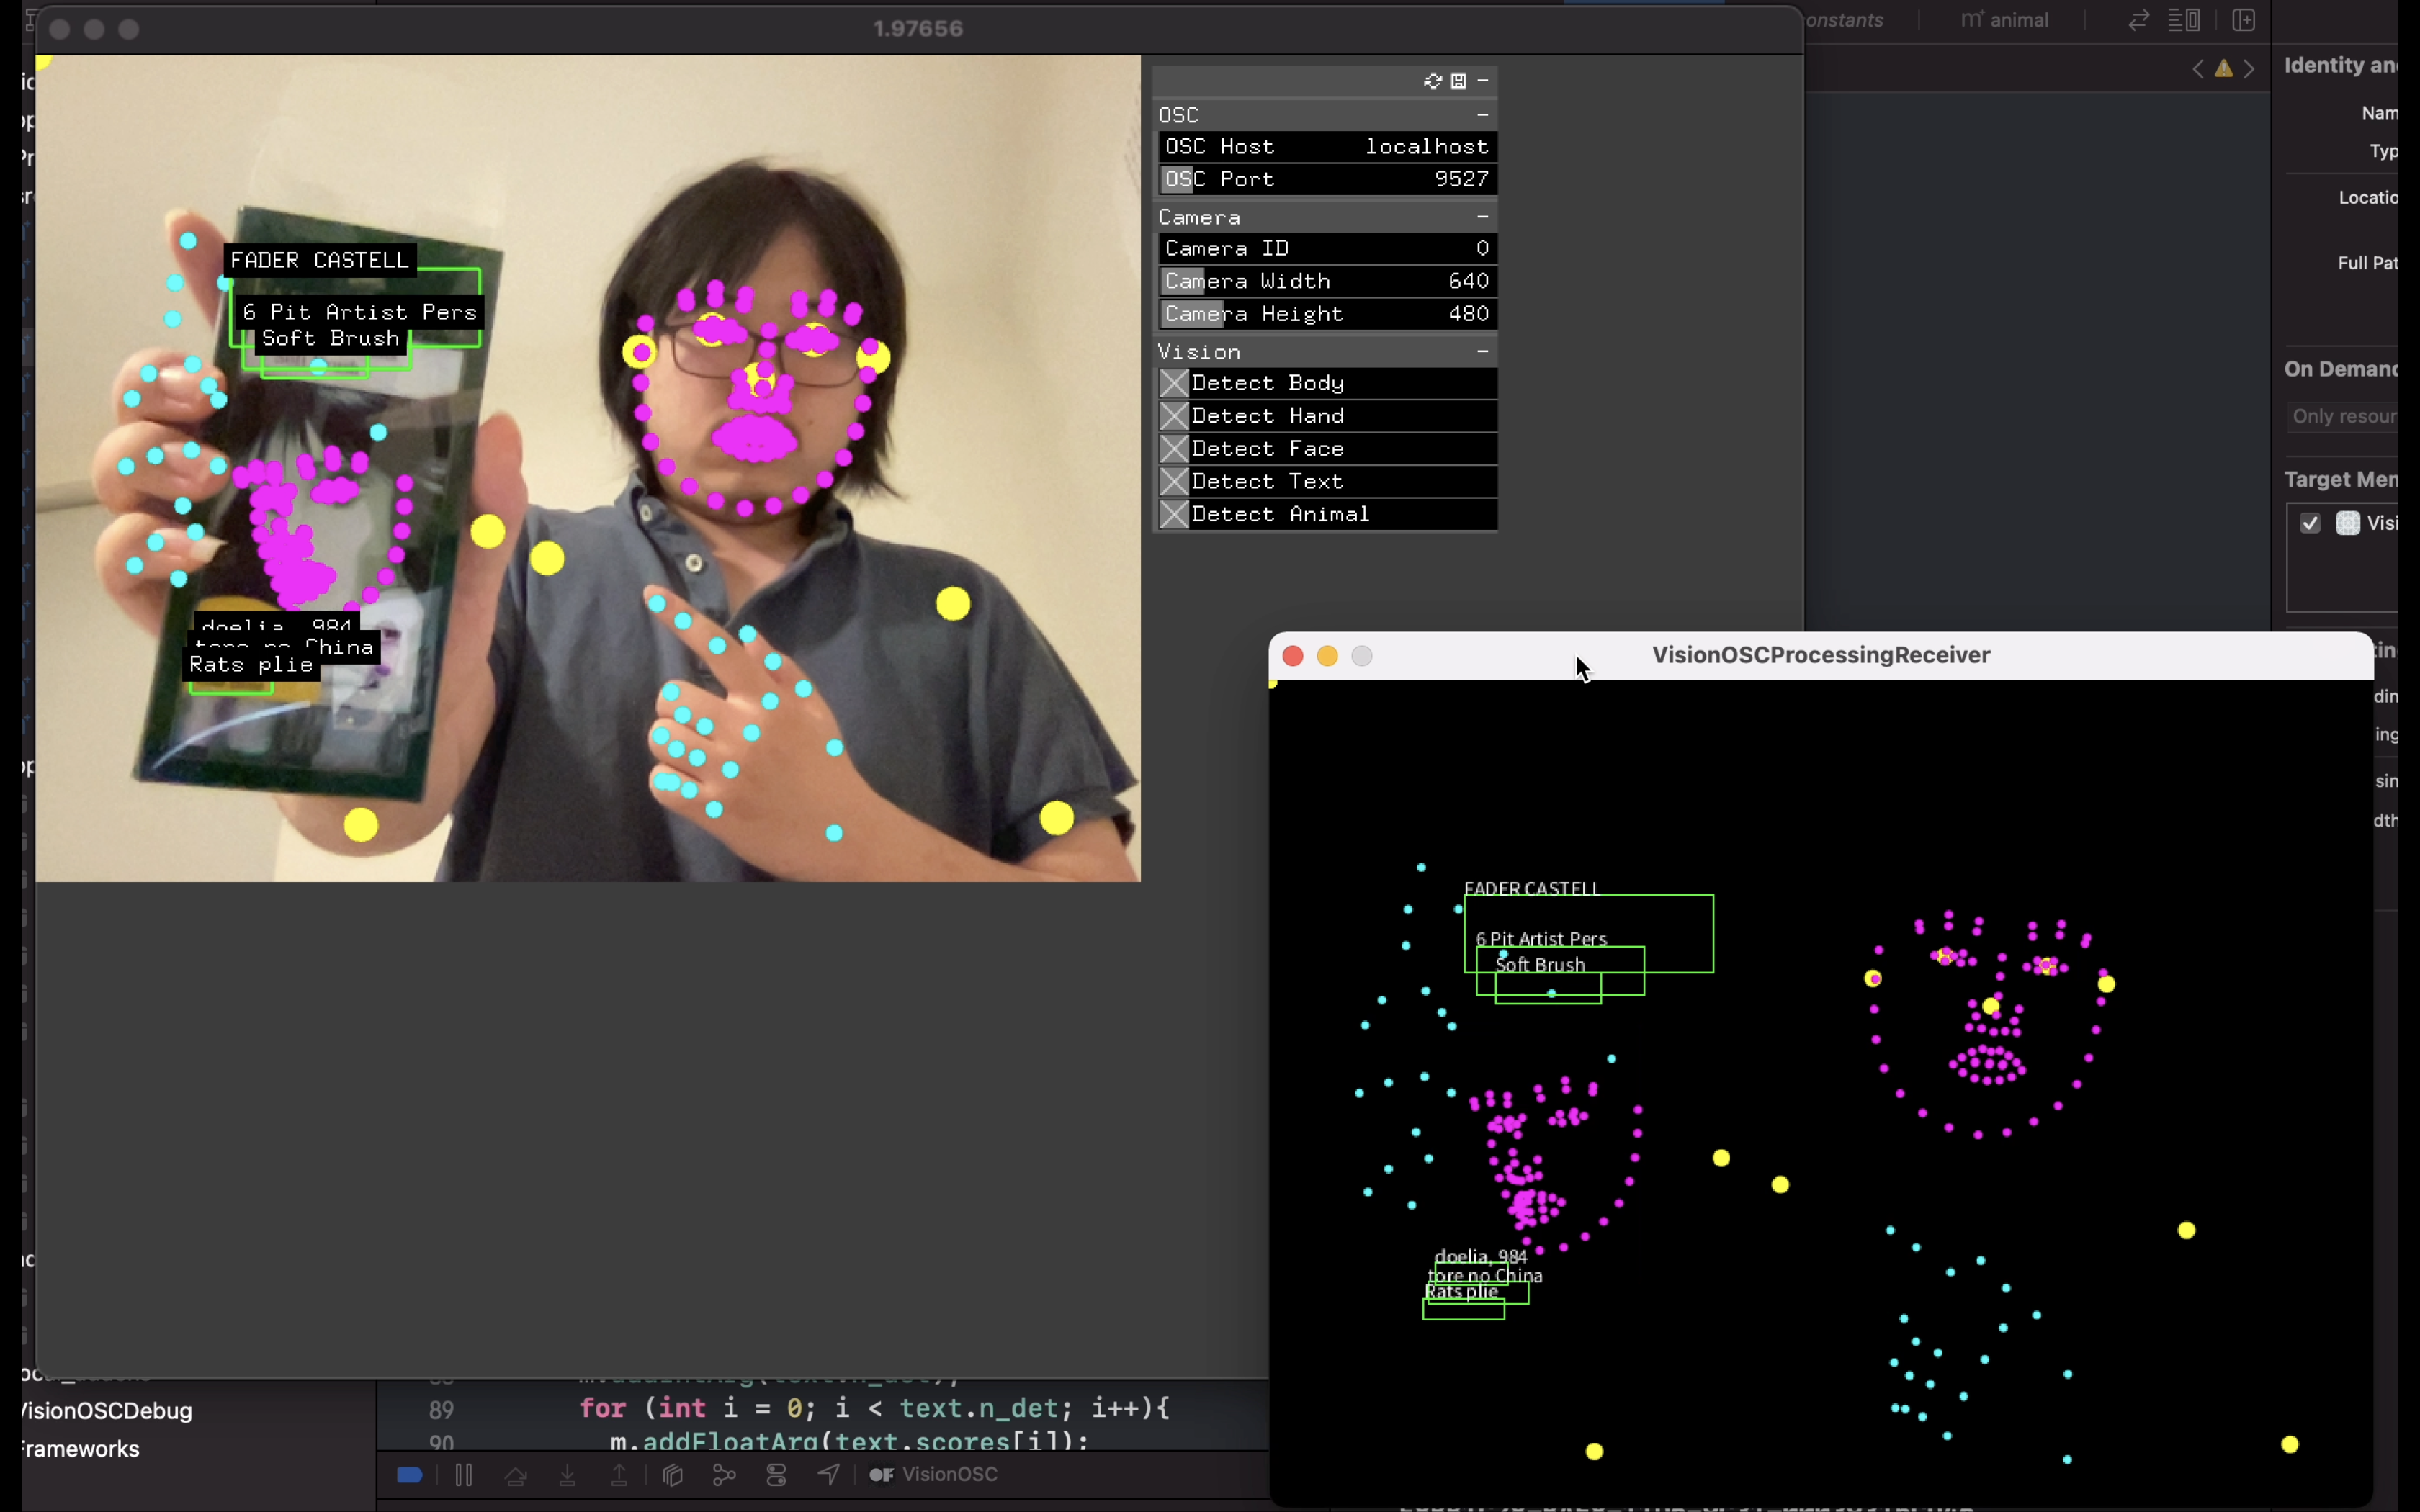 1.97656
onstants
animal
OSC
OSC Host localhost
OSC Port 9527
Camera
Camera ID 0
Camera Width 640
Camera Height 480
Vision
Detect Body
Detect Hand
Detect Face
Detect Text
Detect Animal
FADER CASTELL
6 Pit Artist Pers
Soft Brush
doelia, 984
tore no China
Rats plie
Identity an
Nam
Typ
Locatio
Full Pat
On Demand
Only resour
Target Mem
Visi
VisionOSCProcessingReceiver
FADER CASTELL
6 Pit Artist Pers
Soft Brush
doelia, 984
tore no China
Rats plie
VisionOSCDebug
Frameworks
89 for (int i = 0; i < text.n_det; i++){
90 m.addFloatArg(text.scores[i]);
VisionOSC